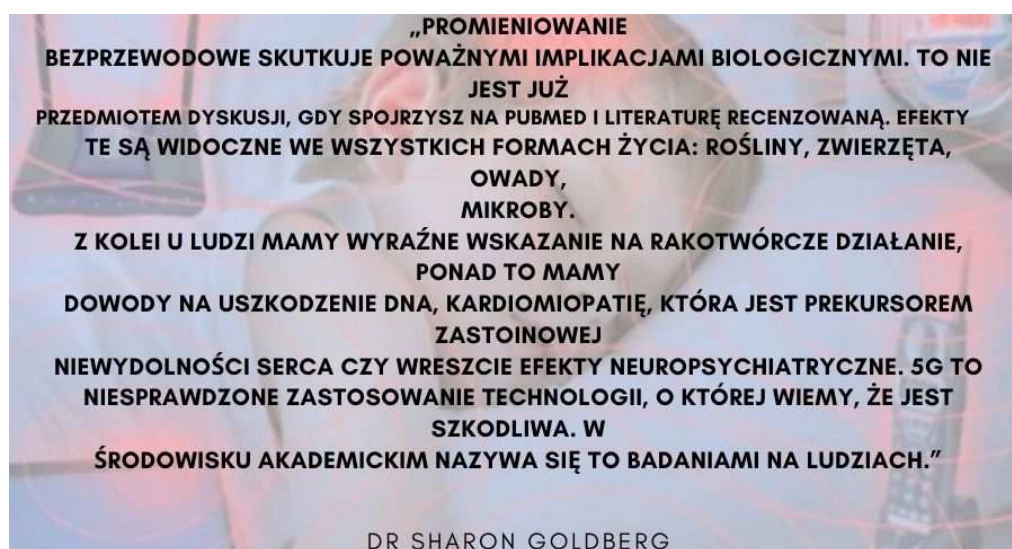 „PROMIENIOWANIE
BEZPRZEWODOWE SKUTKUJE POWAŻNYMI IMPLIKACJAMI BIOLOGICZNYMI. TO NIE
JEST JUŻ
PRZEDMIOTEM DYSKUSJI, GDY SPOJRZYSZ NA PUBMED I LITERATURĘ RECENZOWANĄ. EFEKTY
TE SĄ WIDOCZNE WE WSZYSTKICH FORMACH ŻYCIA: ROŚLINY, ZWIERZĘTA,
OWADY,
MIKROBY.
Z KOLEI U LUDZI MAMY WYRAŹNE WSKAZANIE NA RAKOTWÓRCZE DZIAŁANIE,
PONAD TO MAMY
DOWODY NA USZKODZENIE DNA, KARDIOMIOPATIĘ, KTÓRA JEST PREKURSOREM
ZASTOINOWEJ
NIEWYDOLNOŚCI SERCA CZY WRESZCIE EFEKTY NEUROPSYCHIATRYCZNE. 5G TO
NIESPRAWDZONE ZASTOSOWANIE TECHNOLOGII, O KTÓREJ WIEMY, ŻE JEST
SZKODLIWA. W
ŚRODOWISKU AKADEMICKIM NAZYWA SIĘ TO BADANIAMI NA LUDZIACH.”
DR SHARON GOLDBERG